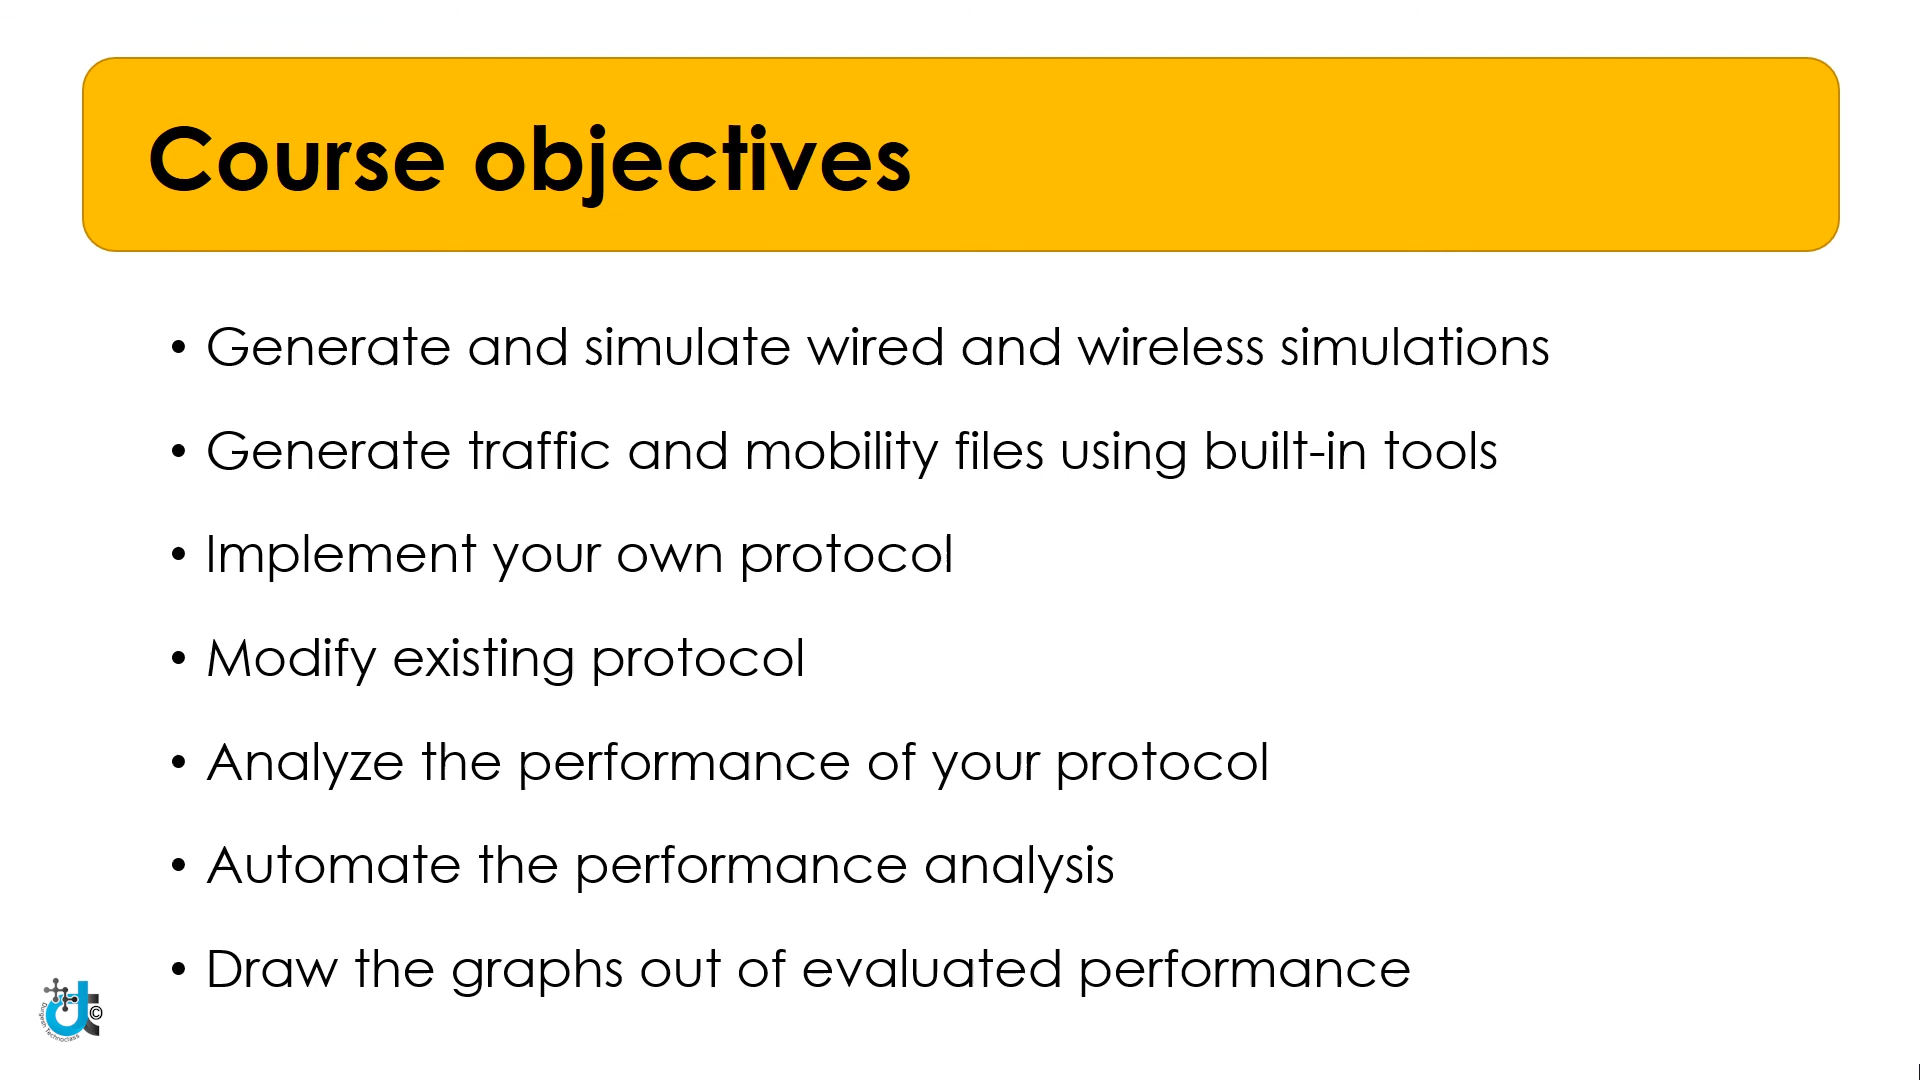 Course objectives
• Generate and simulate wired and wireless simulations
• Generate traffic and mobility files using built-in tools
• Implement your own protocol
• Modify existing protocol
• Analyze the performance of your protocol
• Automate the performance analysis
• Draw the graphs out of evaluated performance
dt ©